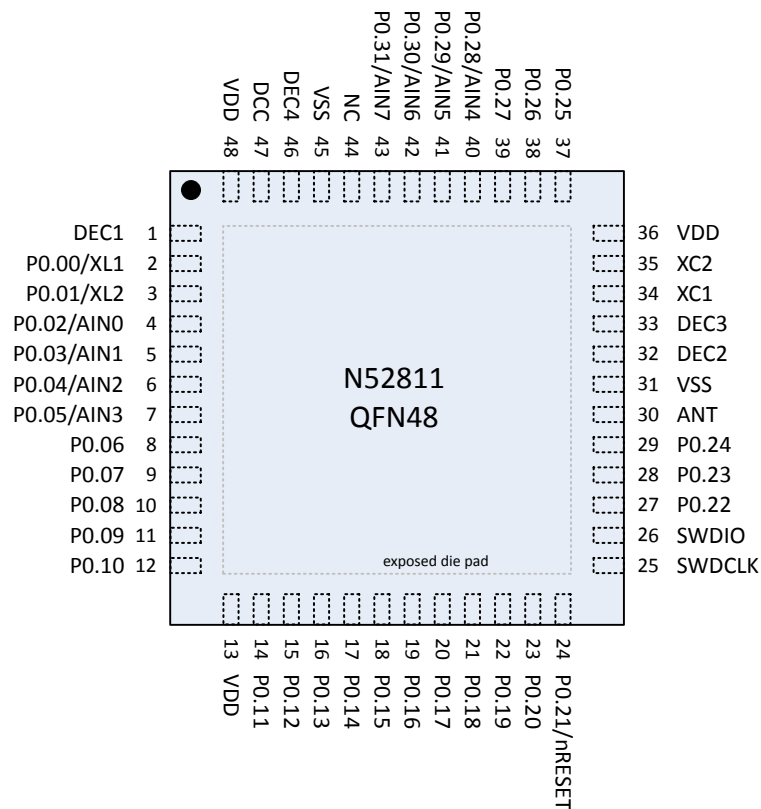 VDD 48
DCC 47
DEC4 46
VSS 45
NC 44
P0.31/AIN7 43
P0.30/AIN6 42
P0.29/AIN5 41
P0.28/AIN4 40
P0.27 39
P0.26 38
P0.25 37
DEC1 1
P0.00/XL1 2
P0.01/XL2 3
P0.02/AIN0 4
P0.03/AIN1 5
P0.04/AIN2 6
P0.05/AIN3 7
P0.06 8
P0.07 9
P0.08 10
P0.09 11
P0.10 12
N52811
QFN48
exposed die pad
36 VDD
35 XC2
34 XC1
33 DEC3
32 DEC2
31 VSS
30 ANT
29 P0.24
28 P0.23
27 P0.22
26 SWDIO
25 SWDCLK
13 VDD
14 P0.11
15 P0.12
16 P0.13
17 P0.14
18 P0.15
19 P0.16
20 P0.17
21 P0.18
22 P0.19
23 P0.20
24 P0.21/nRESET